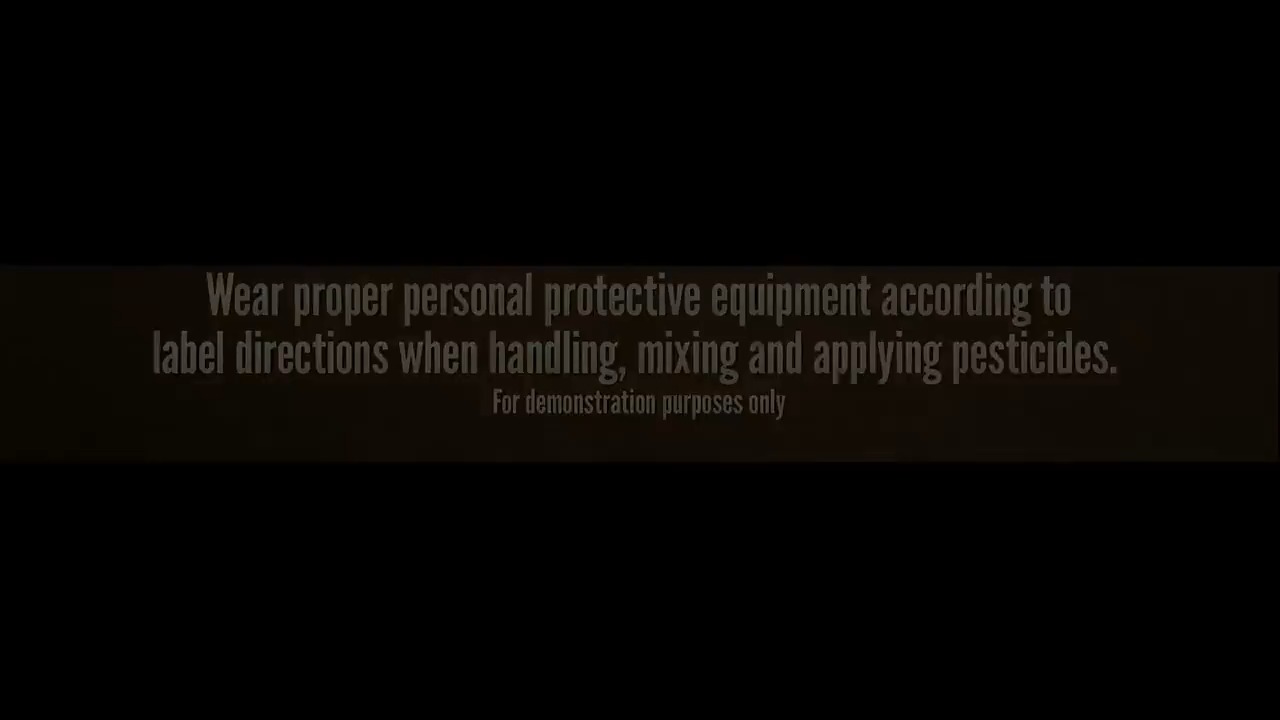 Wear proper personal protective equipment according to
label directions when handling, mixing and applying pesticides.
For demonstration purposes only